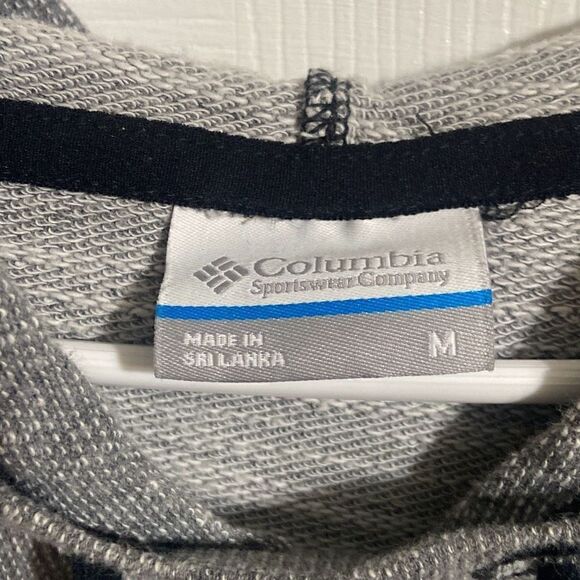 Columbia
Sportswear Company
MADE IN
SRI LANKA
M